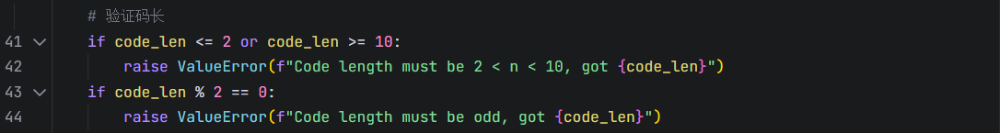 # 验证码长
41 if code_len <= 2 or code_len >= 10:
42 raise ValueError(f"Code length must be 2 < n < 10, got {code_len}")
43 if code_len % 2 == 0:
44 raise ValueError(f"Code length must be odd, got {code_len}")